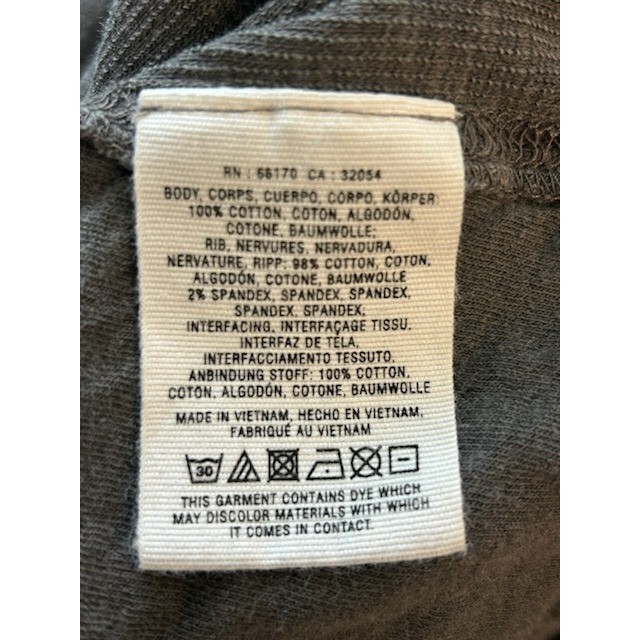 RN : 66170 CA : 32054
BODY, CORPS, CUERPO, CORPO, KÖRPER:
100% COTTON, COTON, ALGODÓN,
COTONE, BAUMWOLLE;
RIB, NERVURES, NERVADURA,
NERVATURE, RIPP: 98% COTTON, COTON,
ALGODÓN, COTONE, BAUMWOLLE
2% SPANDEX, SPANDEX, SPANDEX,
SPANDEX, SPANDEX;
INTERFACING, INTERFAÇAGE TISSU,
INTERFAZ DE TELA,
INTERFACCIAMENTO TESSUTO,
ANBINDUNG STOFF: 100% COTTON,
COTON, ALGODÓN, COTONE, BAUMWOLLE
MADE IN VIETNAM, HECHO EN VIETNAM,
FABRIQUÉ AU VIETNAM
30
THIS GARMENT CONTAINS DYE WHICH
MAY DISCOLOR MATERIALS WITH WHICH
IT COMES IN CONTACT.